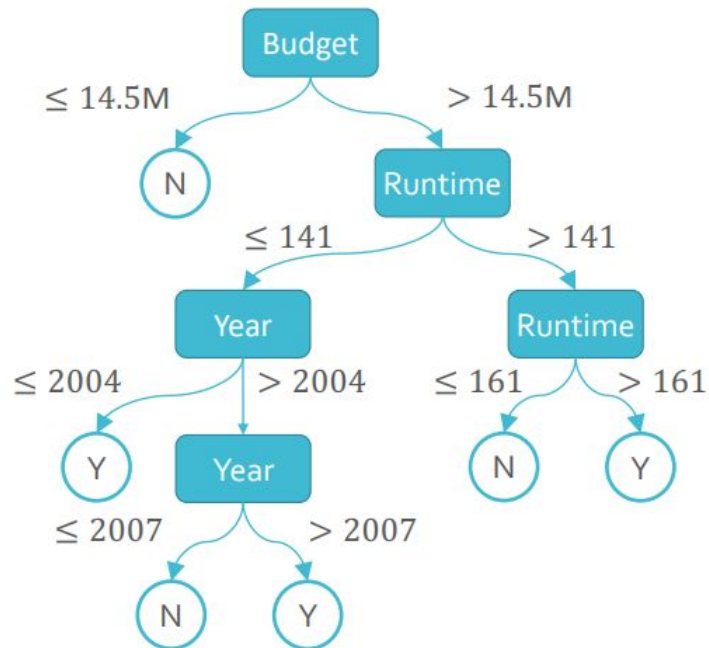 Budget
≤ 14.5M > 14.5M
N Runtime
≤ 141 > 141
Year Runtime
≤ 2004 > 2004 ≤ 161 > 161
Y Year N Y
≤ 2007 > 2007
N Y